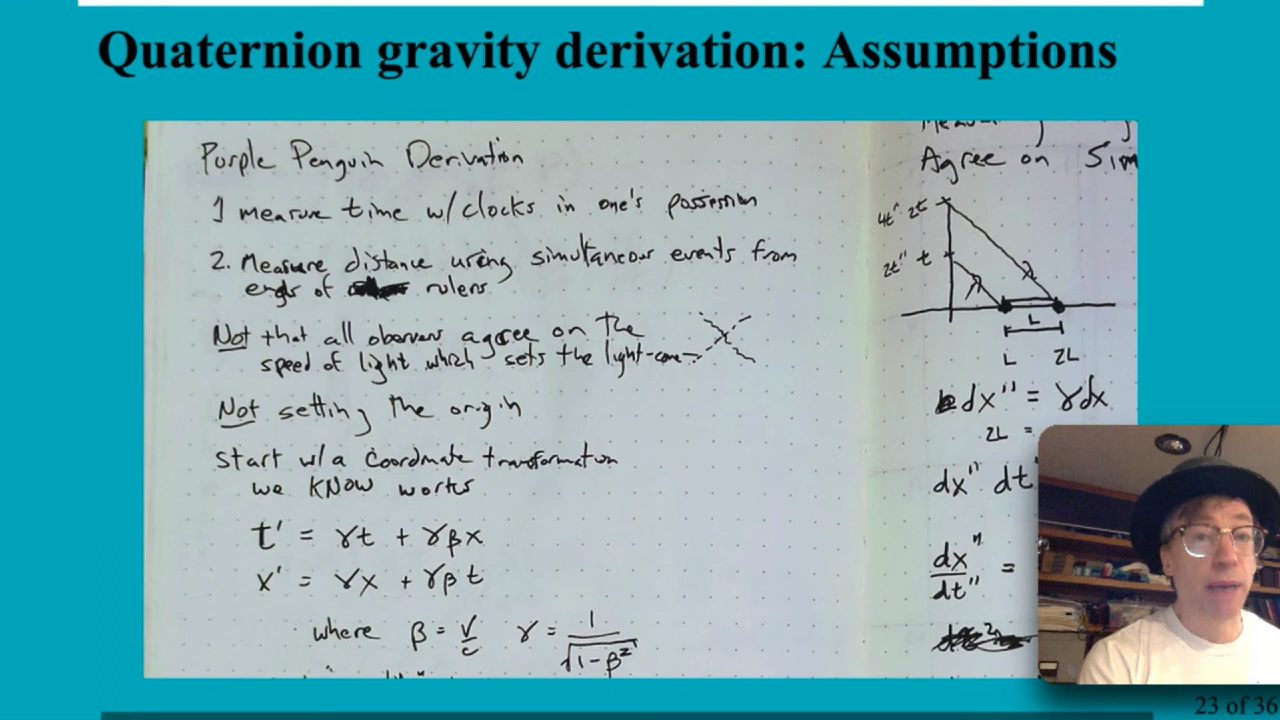 Quaternion gravity derivation: Assumptions
Purple Penguin Derivation
1 measure time w/clocks in one's possession
2. Measure distance using simultaneous events from
ends of rulers
Not that all observers agree on the
speed of light which sets the light-cone
Not setting the origin
Start w/a coordinate transformation
we KNOW works
t' = γt + γβx
x' = γx + γβt
where β = v/c γ = 1/√1-β²
Agree on Sim
4t" 2t
2t" t
L
L 2L
dx" = γdx
2L =
dx" dt
dx"/dt" =
23 of 36